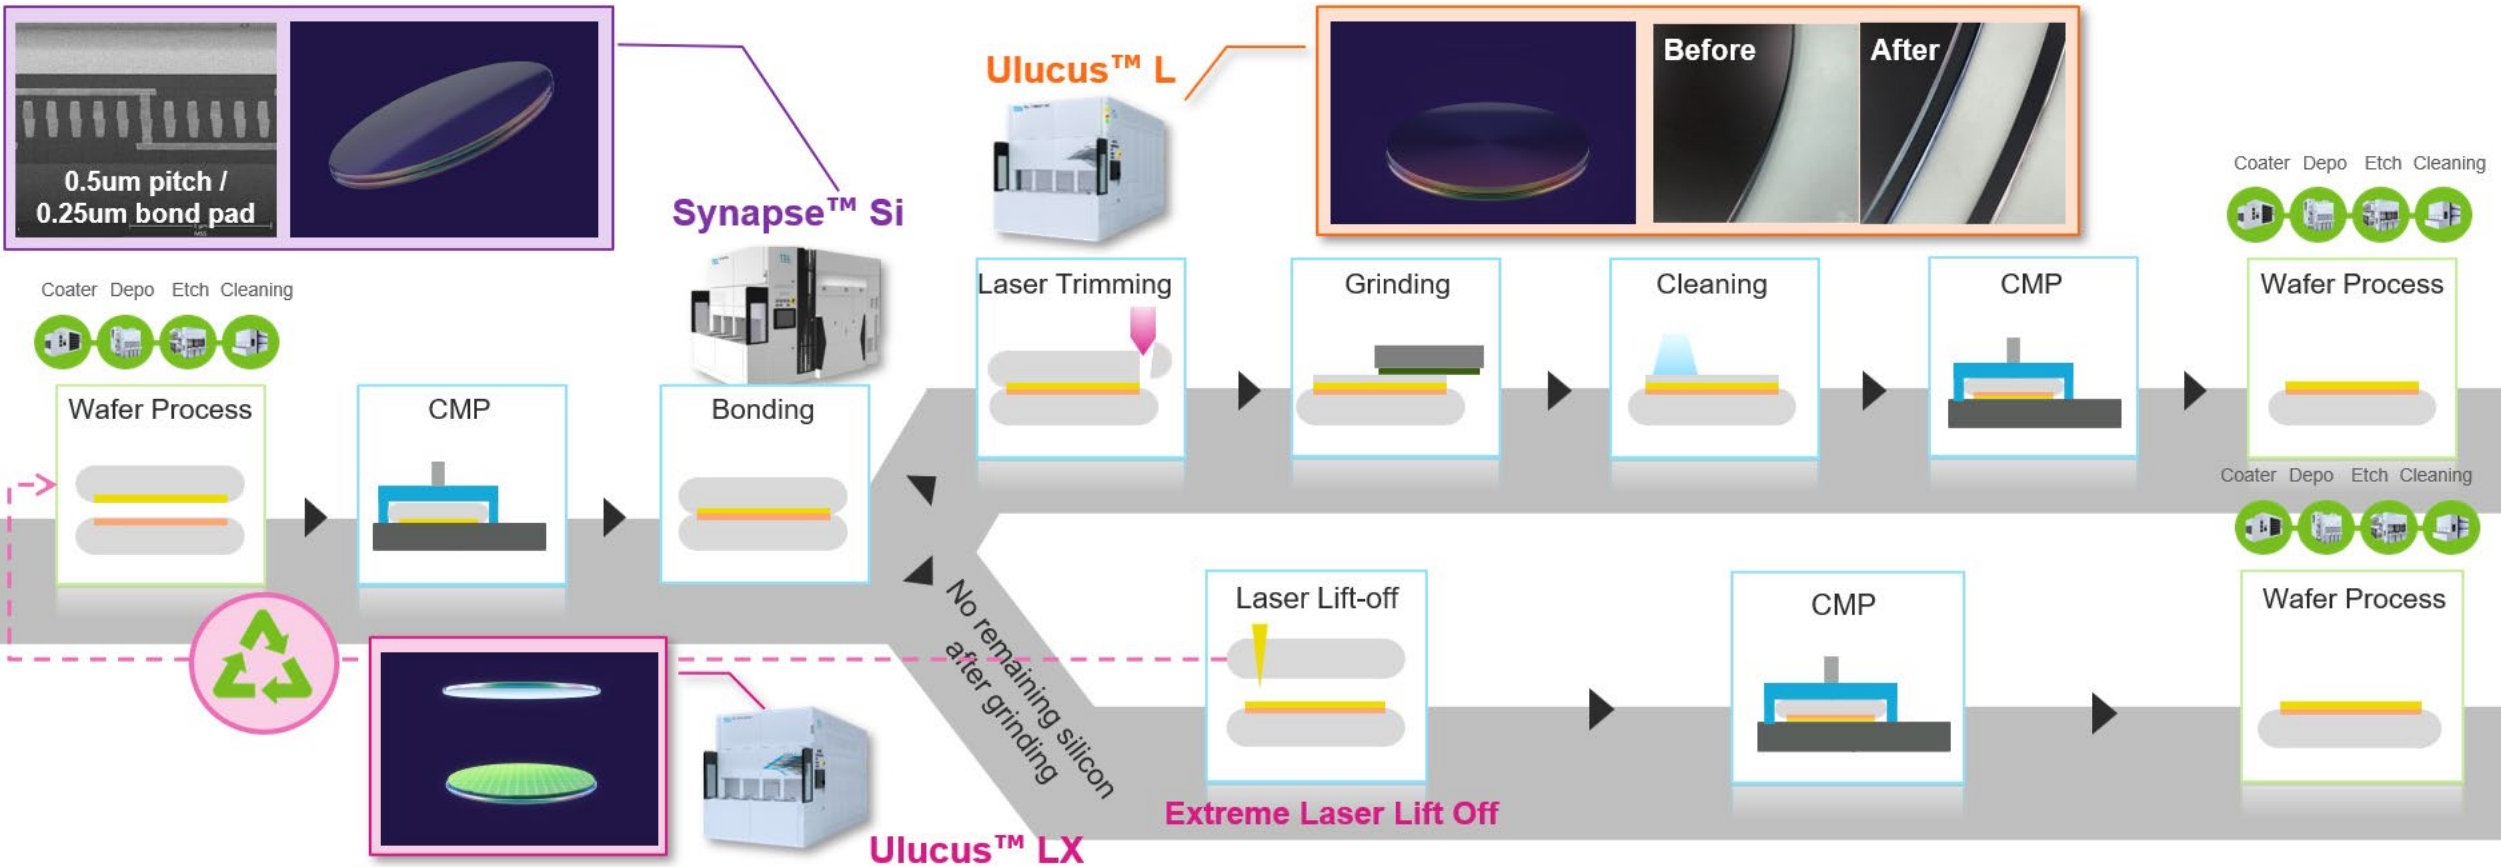 0.5um pitch /
0.25um bond pad
Synapse™ Si
Ulucus™ L
Before
After
Coater Depo Etch Cleaning
Wafer Process
CMP
Bonding
Laser Trimming
Grinding
Cleaning
CMP
Coater Depo Etch Cleaning
Wafer Process
No remaining silicon
after grinding
Laser Lift-off
Extreme Laser Lift Off
CMP
Coater Depo Etch Cleaning
Wafer Process
Ulucus™ LX